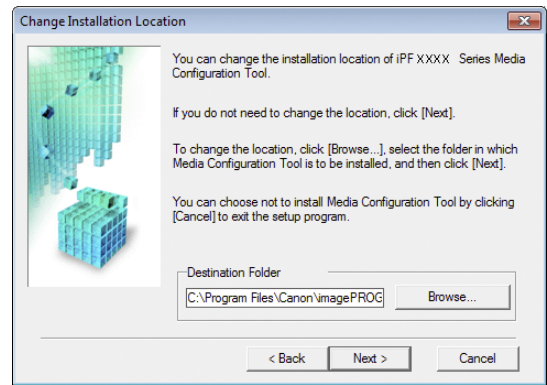 Change Installation Location
You can change the installation location of iPF XXXX Series Media
Configuration Tool.
If you do not need to change the location, click [Next].
To change the location, click [Browse...], select the folder in which
Media Configuration Tool is to be installed, and then click [Next].
You can choose not to install Media Configuration Tool by clicking
[Cancel] to exit the setup program.
Destination Folder
C:\Program Files\Canon\imagePROG
Browse...
< Back
Next >
Cancel